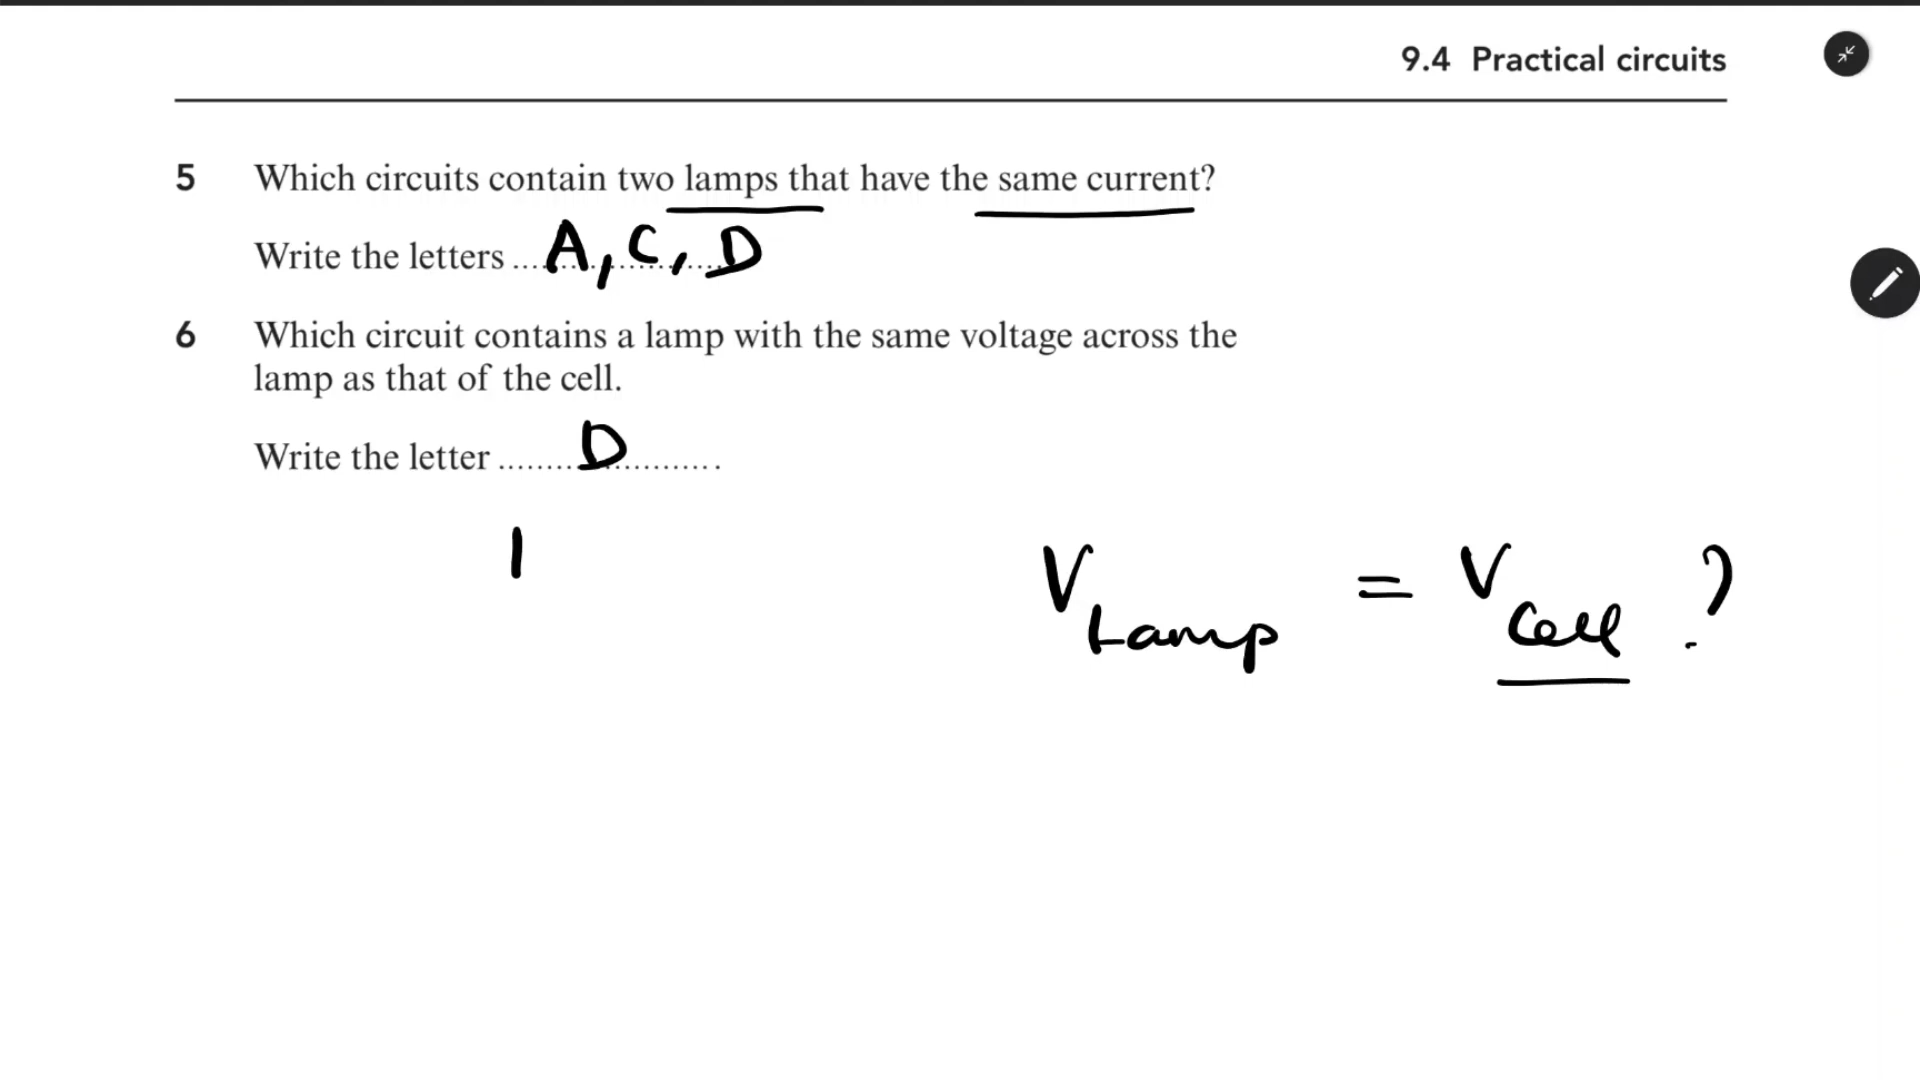 9.4 Practical circuits
5 Which circuits contain two lamps that have the same current?
Write the letters ... A, C, D
6 Which circuit contains a lamp with the same voltage across the
lamp as that of the cell.
Write the letter ........ D ............
I
V Lamp = V Cell ?